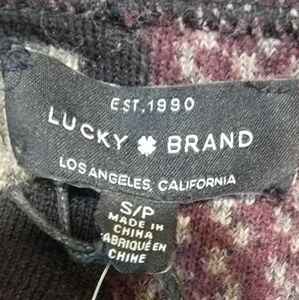 EST.1990
LUCKY BRAND
LOS ANGELES, CALIFORNIA
S/P
MADE IN
CHINA
FABRIQUÉ EN
CHINE